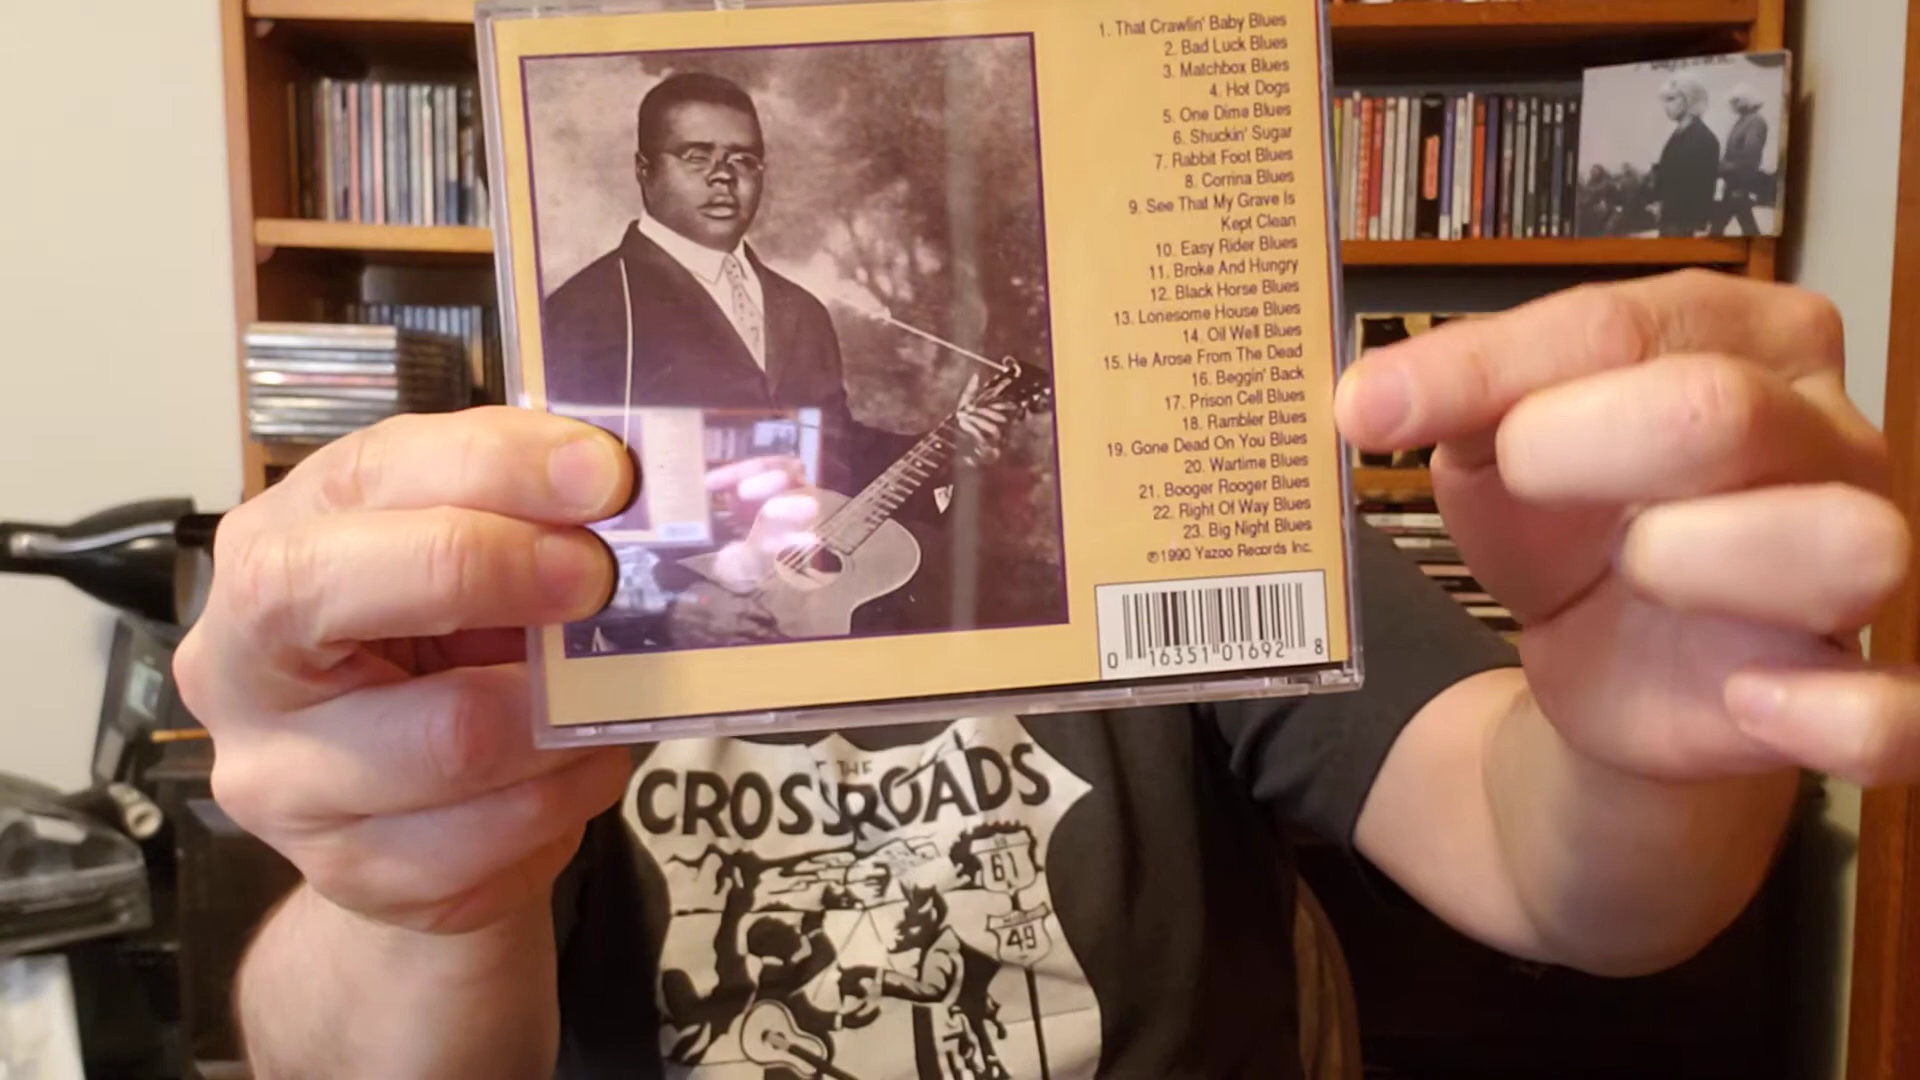 1. That Crawlin' Baby Blues
2. Bad Luck Blues
3. Matchbox Blues
4. Hot Dogs
5. One Dime Blues
6. Shuckin' Sugar
7. Rabbit Foot Blues
8. Corrina Blues
9. See That My Grave Is
Kept Clean
10. Easy Rider Blues
11. Broke And Hungry
12. Black Horse Blues
13. Lonesome House Blues
14. Oil Well Blues
15. He Arose From The Dead
16. Beggin' Back
17. Prison Cell Blues
18. Rambler Blues
19. Gone Dead On You Blues
20. Wartime Blues
21. Booger Rooger Blues
22. Right Of Way Blues
23. Big Night Blues
℗1990 Yazoo Records Inc.
0 16351 01692 8
THE
CROSSROADS
61
49